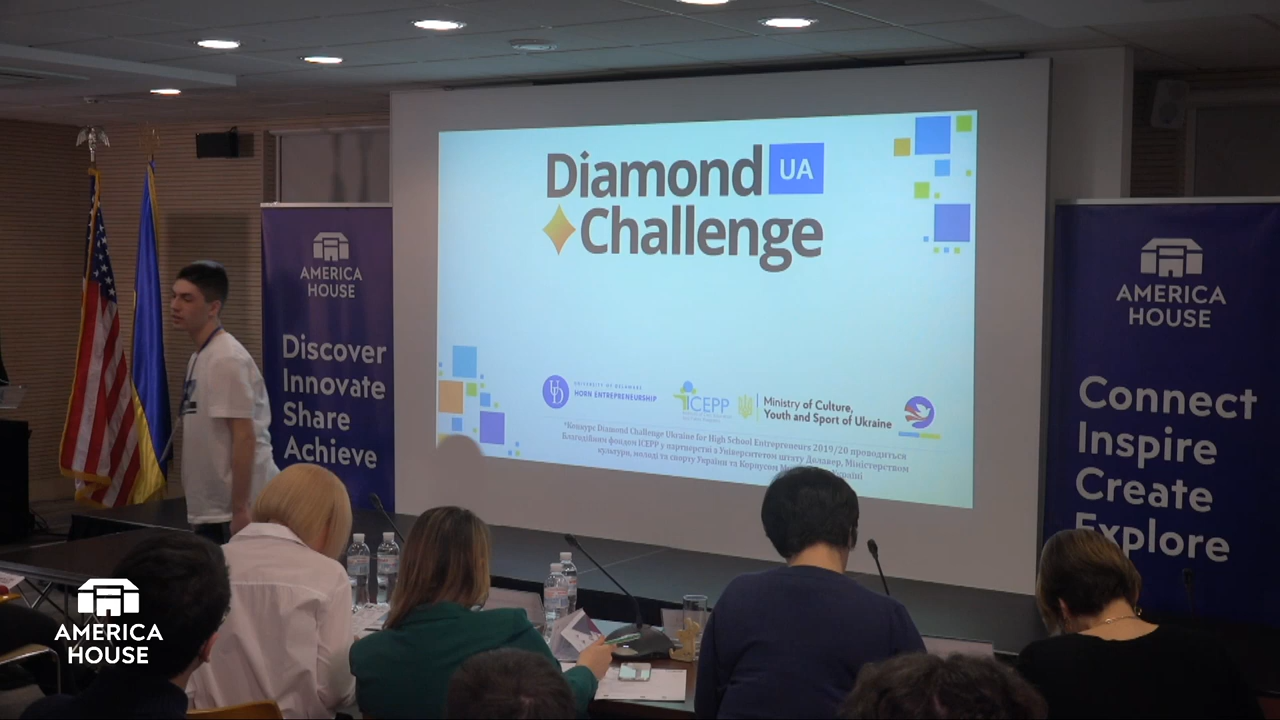 Diamond UA
Challenge
AMERICA
HOUSE
Discover
Innovate
Share
Achieve
AMERICA
HOUSE
Connect
Inspire
Create
Explore
UD
UNIVERSITY OF DELAWARE
HORN ENTREPRENEURSHIP
ICEPP
Ministry of Culture,
Youth and Sport of Ukraine
*Конкурс Diamond Challenge Ukraine for High School Entrepreneurs 2019/20 проводиться
Благодійним фондом ICEPP у партнерстві з Університетом штату Делавер, Міністерством
культури, молоді та спорту України та Корпусом
AMERICA
HOUSE